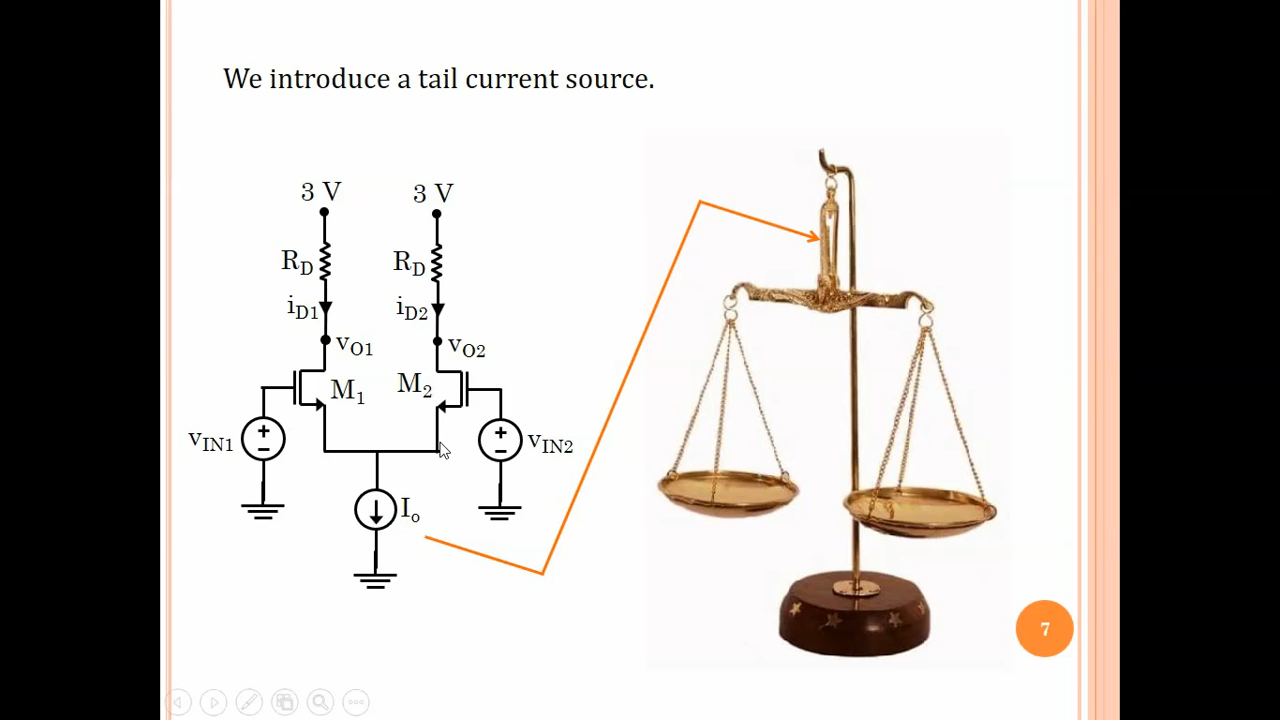 We introduce a tail current source.
3 V 3 V
R_D R_D
i_D1 i_D2
v_O1 v_O2
M_1 M_2
v_IN1 v_IN2
+ +
− −
I_o
7